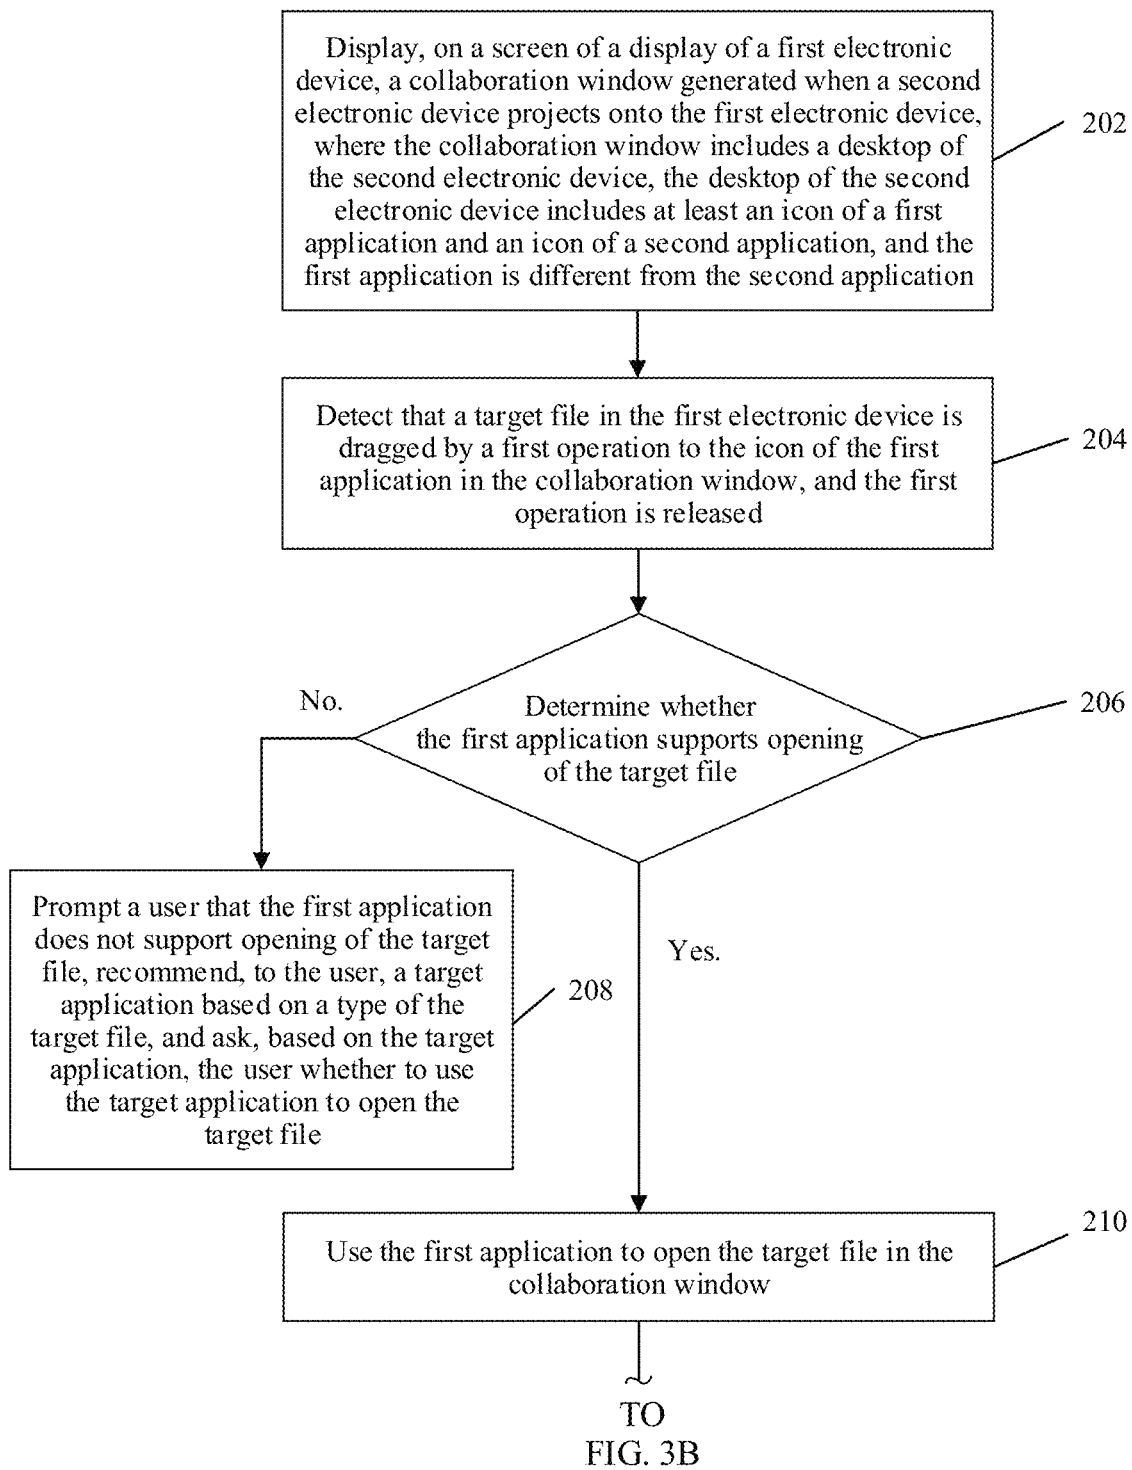 Display, on a screen of a display of a first electronic
device, a collaboration window generated when a second
electronic device projects onto the first electronic device,
where the collaboration window includes a desktop of
the second electronic device, the desktop of the second
electronic device includes at least an icon of a first
application and an icon of a second application, and the
first application is different from the second application
202
Detect that a target file in the first electronic device is
dragged by a first operation to the icon of the first
application in the collaboration window, and the first
operation is released
204
No.
Determine whether
the first application supports opening
of the target file
206
Prompt a user that the first application
does not support opening of the target
file, recommend, to the user, a target
application based on a type of the
target file, and ask, based on the target
application, the user whether to use
the target application to open the
target file
208
Yes.
Use the first application to open the target file in the
collaboration window
210
TO
FIG. 3B